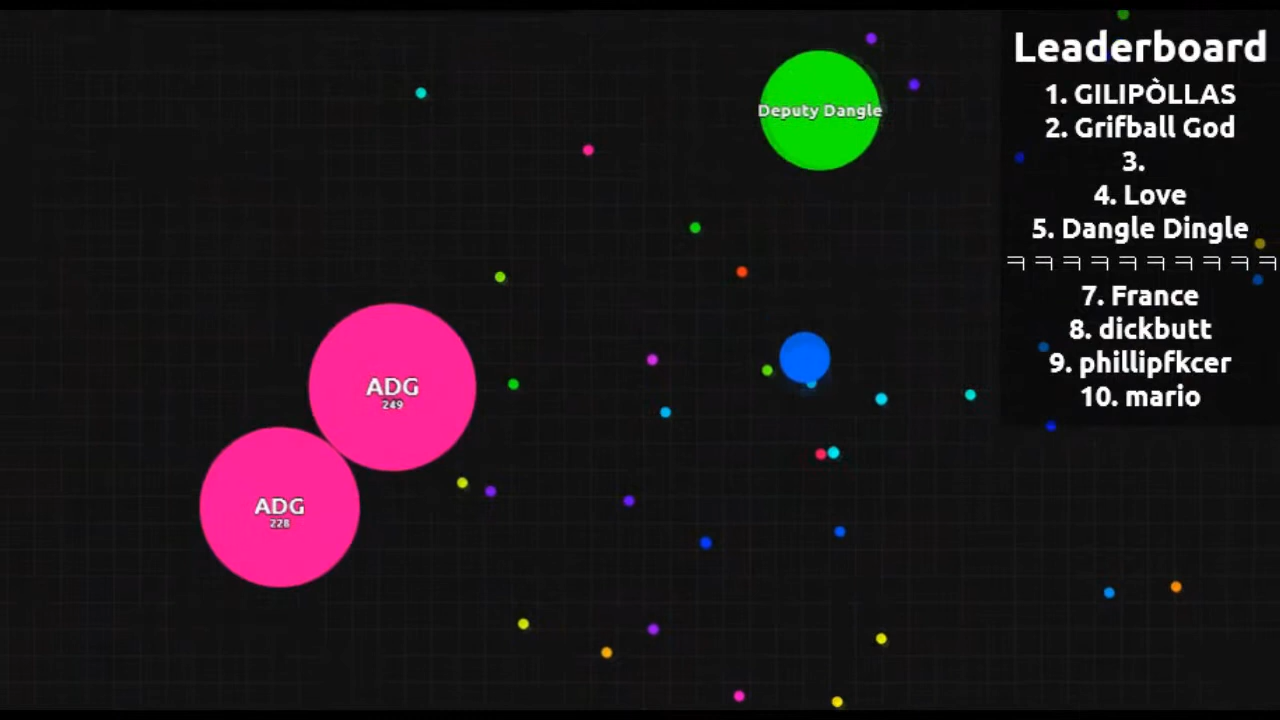 Deputy Dangle
ADG
249
ADG
228
Leaderboard
1. GILIPÒLLAS
2. Grifball God
3.
4. Love
5. Dangle Dingle
ㅋㅋㅋㅋㅋㅋㅋㅋㅋㅋ
7. France
8. dickbutt
9. phillipfkcer
10. mario